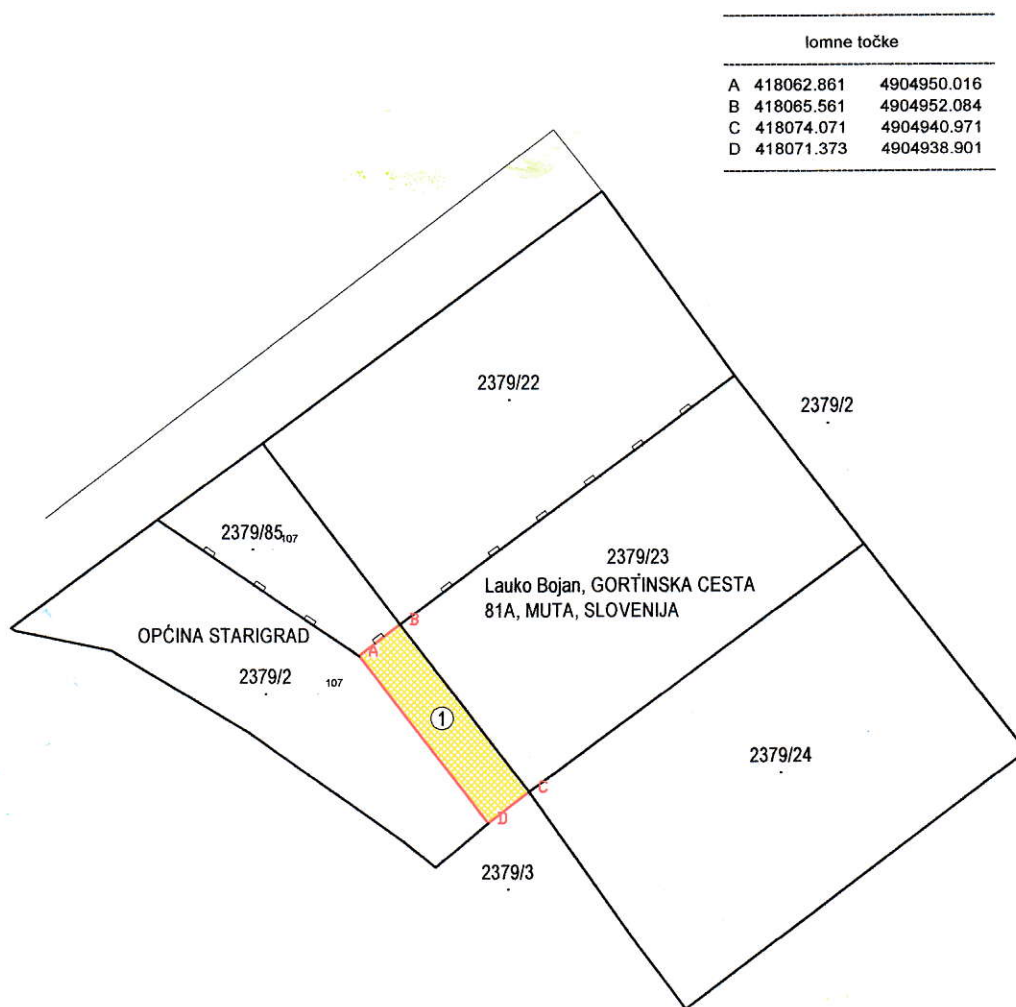 lomne točke
A 418062.861 4904950.016
B 418065.561 4904952.084
C 418074.071 4904940.971
D 418071.373 4904938.901
2379/22
2379/2
2379/85 107
2379/23
Lauko Bojan, GORTINSKA CESTA
81A, MUTA, SLOVENIJA
B
A
OPĆINA STARIGRAD
2379/2 107
1
2379/24
C
D
2379/3